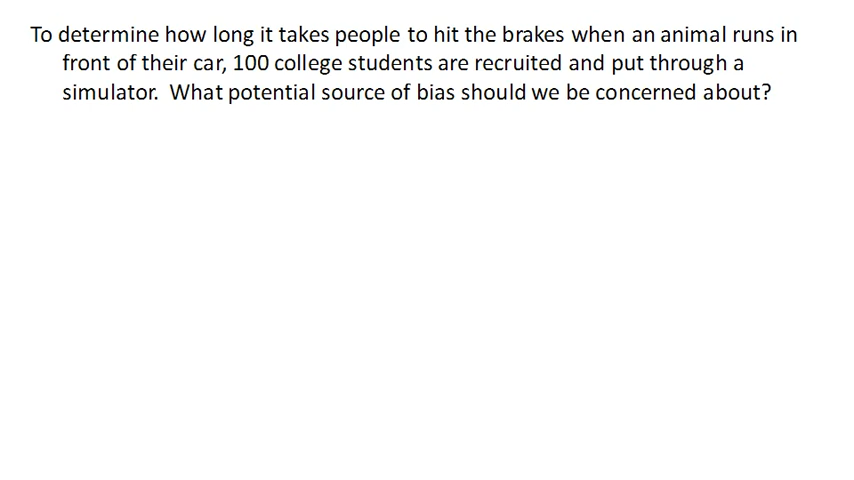 To determine how long it takes people to hit the brakes when an animal runs in
front of their car, 100 college students are recruited and put through a
simulator.  What potential source of bias should we be concerned about?